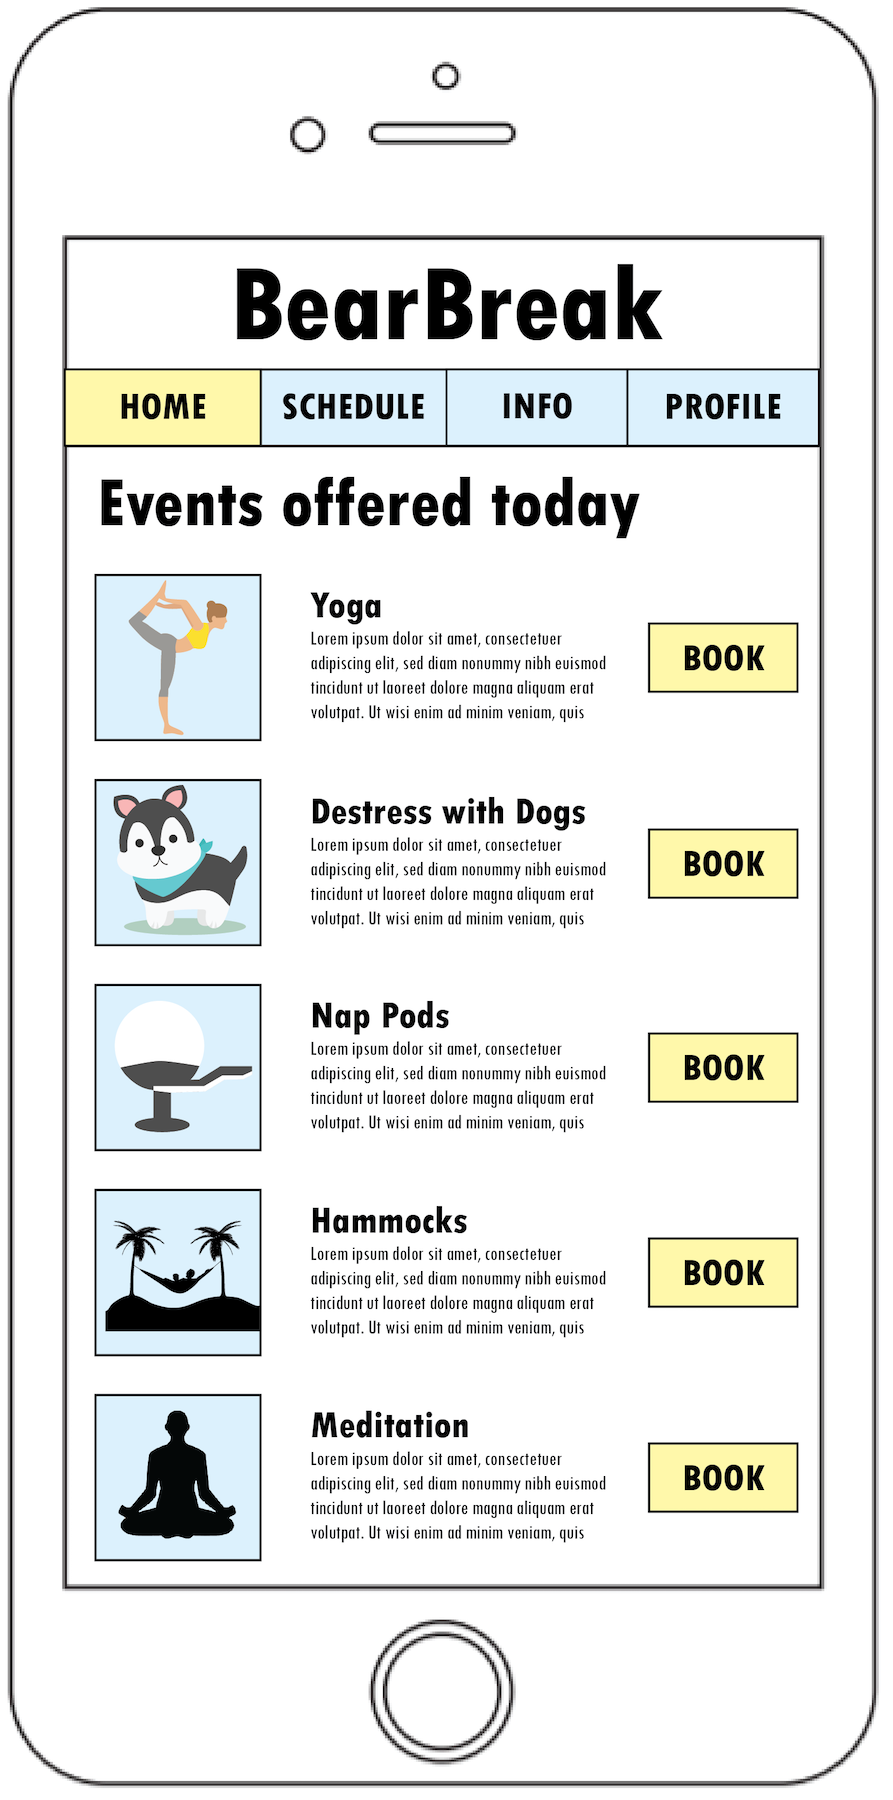 BearBreak
HOME SCHEDULE INFO PROFILE
Events offered today
Yoga
Lorem ipsum dolor sit amet, consectetuer
adipiscing elit, sed diam nonummy nibh euismod
tincidunt ut laoreet dolore magna aliquam erat
volutpat. Ut wisi enim ad minim veniam, quis
BOOK
Destress with Dogs
Lorem ipsum dolor sit amet, consectetuer
adipiscing elit, sed diam nonummy nibh euismod
tincidunt ut laoreet dolore magna aliquam erat
volutpat. Ut wisi enim ad minim veniam, quis
BOOK
Nap Pods
Lorem ipsum dolor sit amet, consectetuer
adipiscing elit, sed diam nonummy nibh euismod
tincidunt ut laoreet dolore magna aliquam erat
volutpat. Ut wisi enim ad minim veniam, quis
BOOK
Hammocks
Lorem ipsum dolor sit amet, consectetuer
adipiscing elit, sed diam nonummy nibh euismod
tincidunt ut laoreet dolore magna aliquam erat
volutpat. Ut wisi enim ad minim veniam, quis
BOOK
Meditation
Lorem ipsum dolor sit amet, consectetuer
adipiscing elit, sed diam nonummy nibh euismod
tincidunt ut laoreet dolore magna aliquam erat
volutpat. Ut wisi enim ad minim veniam, quis
BOOK